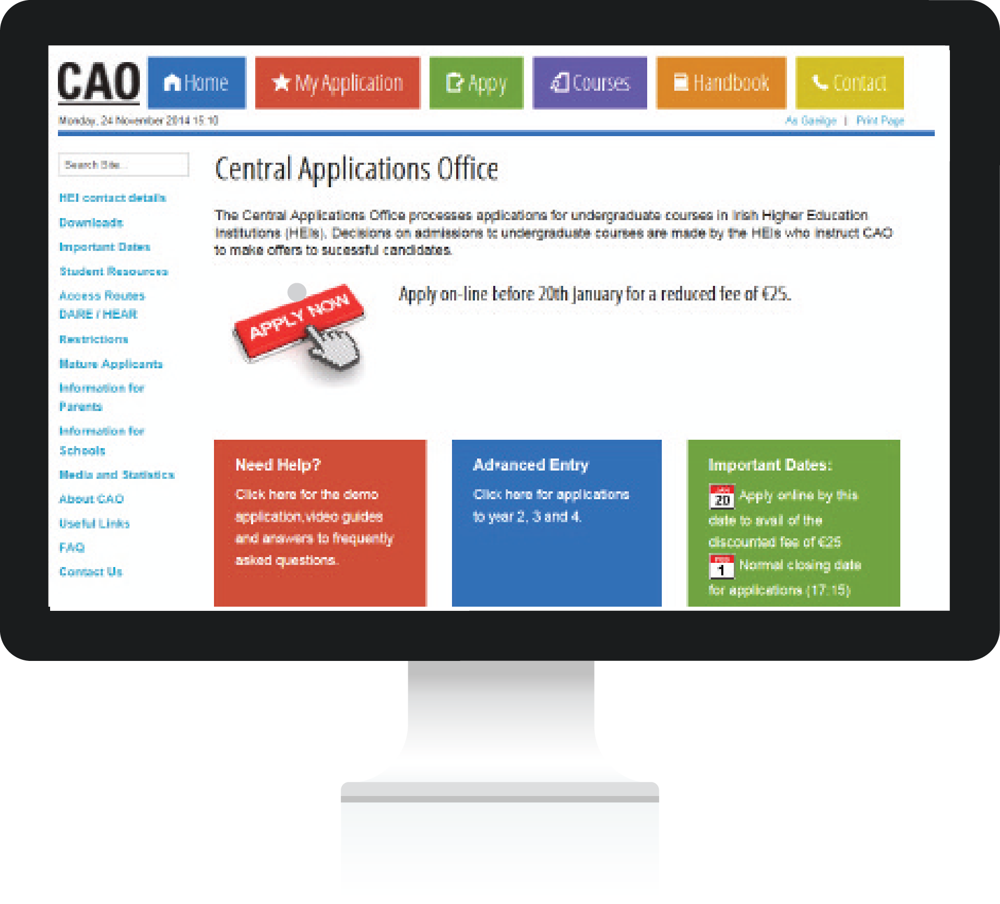 CAO Home My Application Appy Courses Handbook Contact
Monday, 24 November 2014 15:10
As Gaeilge | Print Page
Search Site...
HEI contact details
Downloads
Important Dates
Student Resources
Access Routes
DARE / HEAR
Restrictions
Mature Applicants
Information for
Parents
Information for
Schools
Media and Statistics
About CAO
Useful Links
FAQ
Contact Us
Central Applications Office
The Central Applications Office processes applications for undergraduate courses in Irish Higher Education
Institutions (HEIs). Decisions on admissions to undergraduate courses are made by the HEIs who instruct CAO
to make offers to sucessful candidates.
APPLY NOW
Apply on-line before 20th January for a reduced fee of €25.
Need Help?
Click here for the demo
application, video guides
and answers to frequently
asked questions.
Advanced Entry
Click here for applications
to year 2, 3 and 4.
Important Dates:
JAN
20 Apply online by this
date to avail of the
discounted fee of €25
FEB
1 Normal closing date
for applications (17:15)